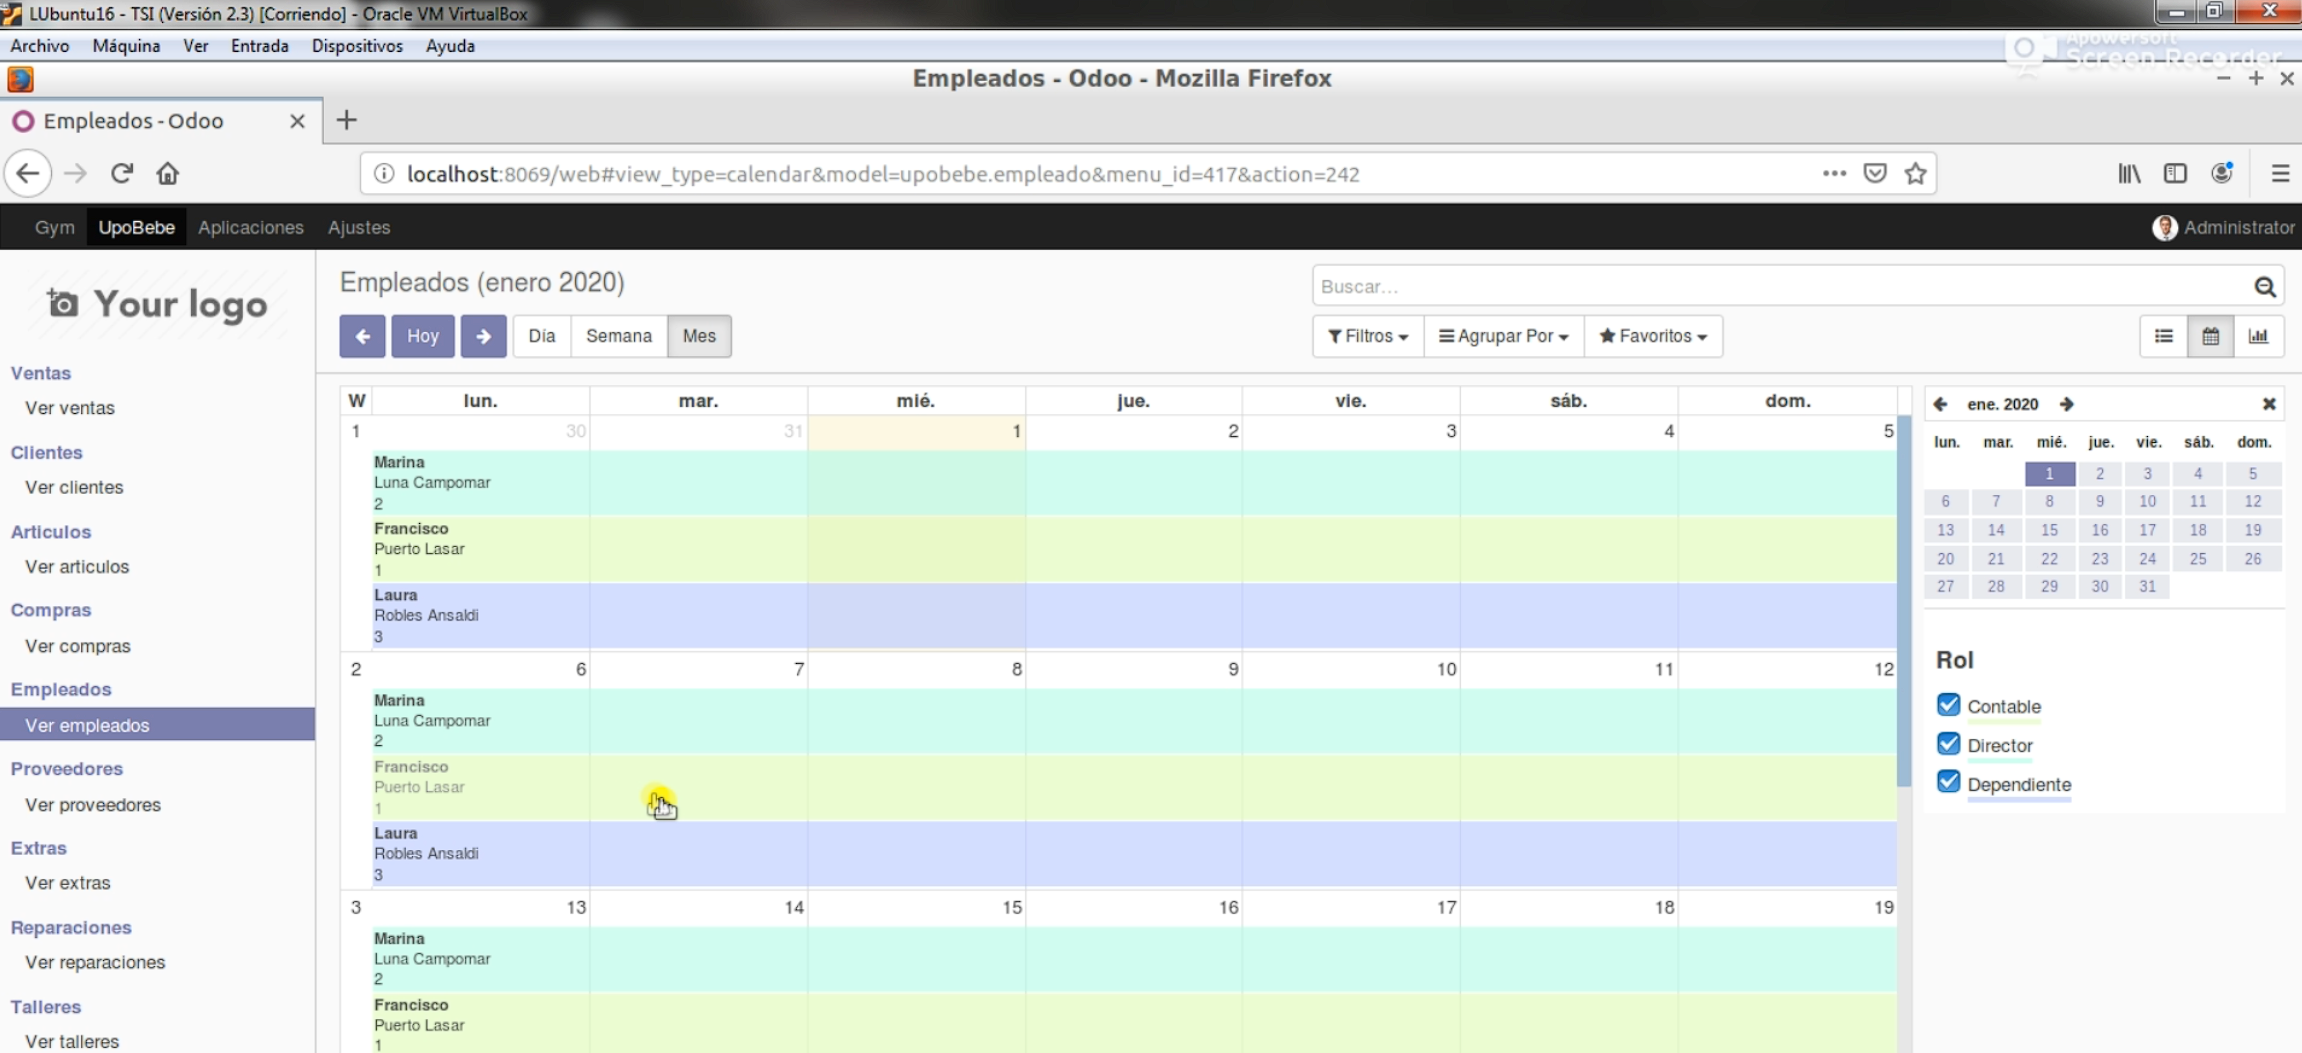 LUbuntu16 - TSI (Versión 2.3) [Corriendo] - Oracle VM VirtualBox
Archivo Máquina Ver Entrada Dispositivos Ayuda
Apowersoft
Screen Recorder
Empleados - Odoo - Mozilla Firefox
Empleados - Odoo
localhost:8069/web#view_type=calendar&model=upobebe.empleado&menu_id=417&action=242
Gym UpoBebe Aplicaciones Ajustes Administrator
Your logo
Ventas
Ver ventas
Clientes
Ver clientes
Articulos
Ver articulos
Compras
Ver compras
Empleados
Ver empleados
Proveedores
Ver proveedores
Extras
Ver extras
Reparaciones
Ver reparaciones
Talleres
Ver talleres
Empleados (enero 2020)
Buscar...
Hoy Día Semana Mes
Filtros Agrupar Por Favoritos
W lun. mar. mié. jue. vie. sáb. dom.
1 30 31 1 2 3 4 5
Marina
Luna Campomar
2
Francisco
Puerto Lasar
1
Laura
Robles Ansaldi
3
2 6 7 8 9 10 11 12
Marina
Luna Campomar
2
Francisco
Puerto Lasar
1
Laura
Robles Ansaldi
3
3 13 14 15 16 17 18 19
Marina
Luna Campomar
2
Francisco
Puerto Lasar
1
ene. 2020
lun. mar. mié. jue. vie. sáb. dom.
1 2 3 4 5
6 7 8 9 10 11 12
13 14 15 16 17 18 19
20 21 22 23 24 25 26
27 28 29 30 31
Rol
Contable
Director
Dependiente